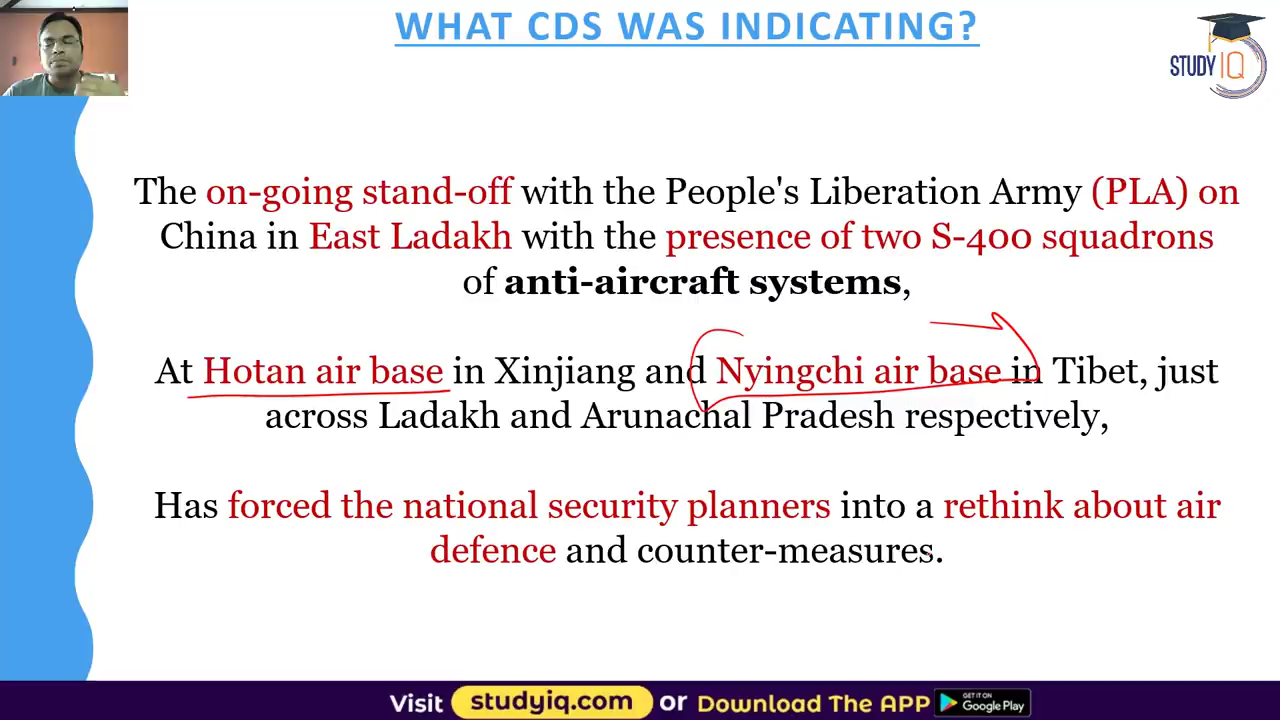 WHAT CDS WAS INDICATING?
STUDY IQ
The on-going stand-off with the People's Liberation Army (PLA) on
China in East Ladakh with the presence of two S-400 squadrons
of anti-aircraft systems,
At Hotan air base in Xinjiang and Nyingchi air base in Tibet, just
across Ladakh and Arunachal Pradesh respectively,
Has forced the national security planners into a rethink about air
defence and counter-measures.
Visit studyiq.com or Download The APP GET IT ON Google Play